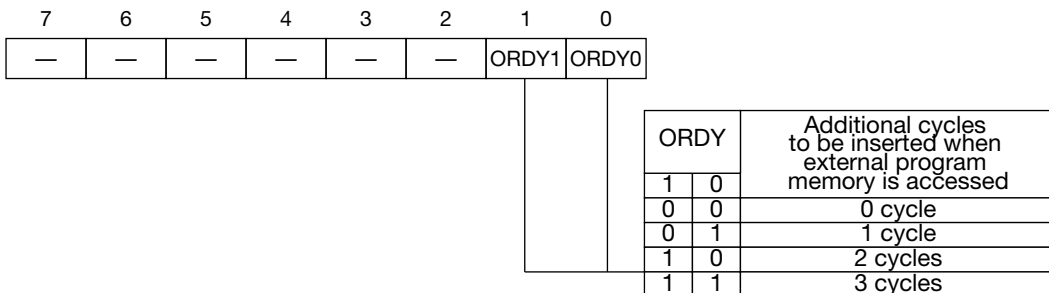 7 6 5 4 3 2 1 0
— — — — — — ORDY1 ORDY0
ORDY
Additional cycles
to be inserted when
external program
memory is accessed
1 0
0 0 0 cycle
0 1 1 cycle
1 0 2 cycles
1 1 3 cycles